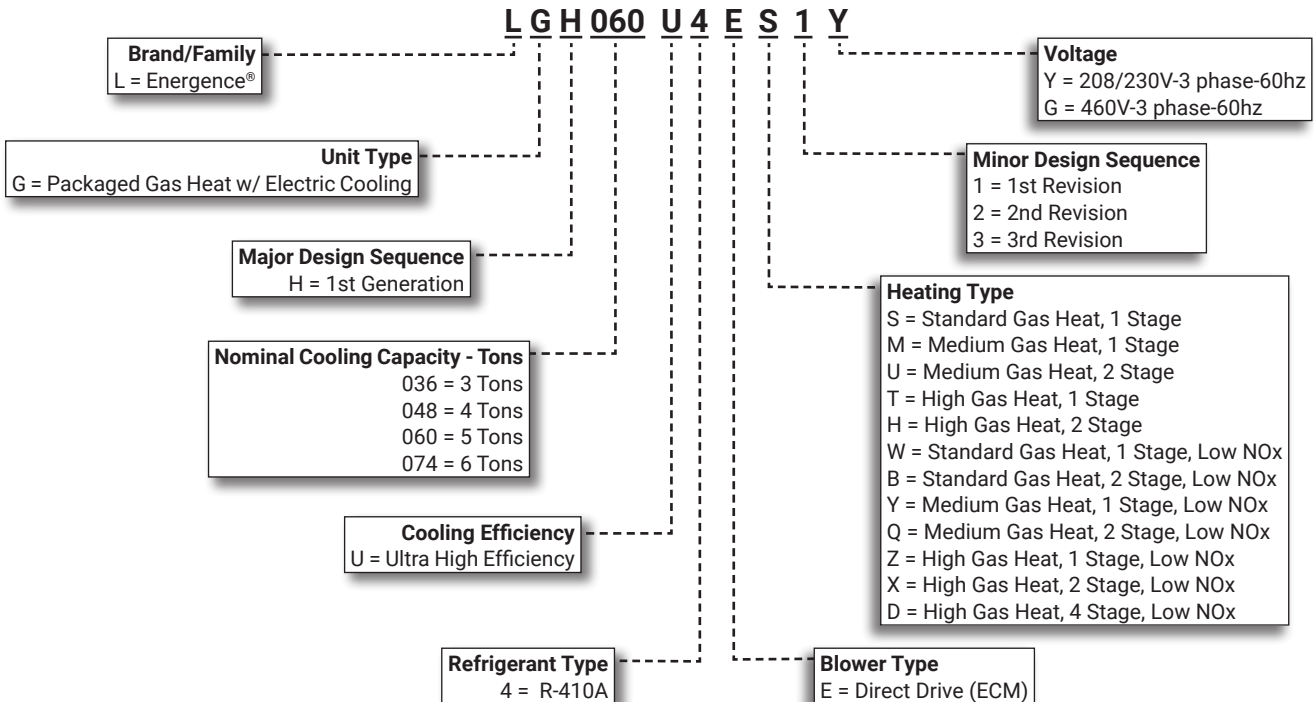 L G H 060 U 4 E S 1 Y
Brand/Family
L = Energence®
Unit Type
G = Packaged Gas Heat w/ Electric Cooling
Major Design Sequence
H = 1st Generation
Nominal Cooling Capacity - Tons
036 = 3 Tons
048 = 4 Tons
060 = 5 Tons
074 = 6 Tons
Cooling Efficiency
U = Ultra High Efficiency
Refrigerant Type
4 = R-410A
Voltage
Y = 208/230V-3 phase-60hz
G = 460V-3 phase-60hz
Minor Design Sequence
1 = 1st Revision
2 = 2nd Revision
3 = 3rd Revision
Heating Type
S = Standard Gas Heat, 1 Stage
M = Medium Gas Heat, 1 Stage
U = Medium Gas Heat, 2 Stage
T = High Gas Heat, 1 Stage
H = High Gas Heat, 2 Stage
W = Standard Gas Heat, 1 Stage, Low NOx
B = Standard Gas Heat, 2 Stage, Low NOx
Y = Medium Gas Heat, 1 Stage, Low NOx
Q = Medium Gas Heat, 2 Stage, Low NOx
Z = High Gas Heat, 1 Stage, Low NOx
X = High Gas Heat, 2 Stage, Low NOx
D = High Gas Heat, 4 Stage, Low NOx
Blower Type
E = Direct Drive (ECM)